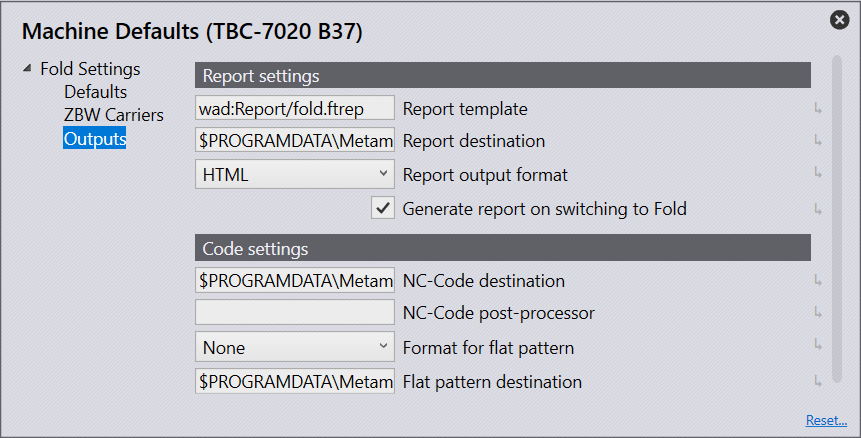 Machine Defaults (TBC-7020 B37)
Fold Settings
Defaults
ZBW Carriers
Outputs
Report settings
wad:Report/fold.ftrep Report template
$PROGRAMDATA\Metam Report destination
HTML Report output format
Generate report on switching to Fold
Code settings
$PROGRAMDATA\Metam NC-Code destination
NC-Code post-processor
None Format for flat pattern
$PROGRAMDATA\Metam Flat pattern destination
Reset...